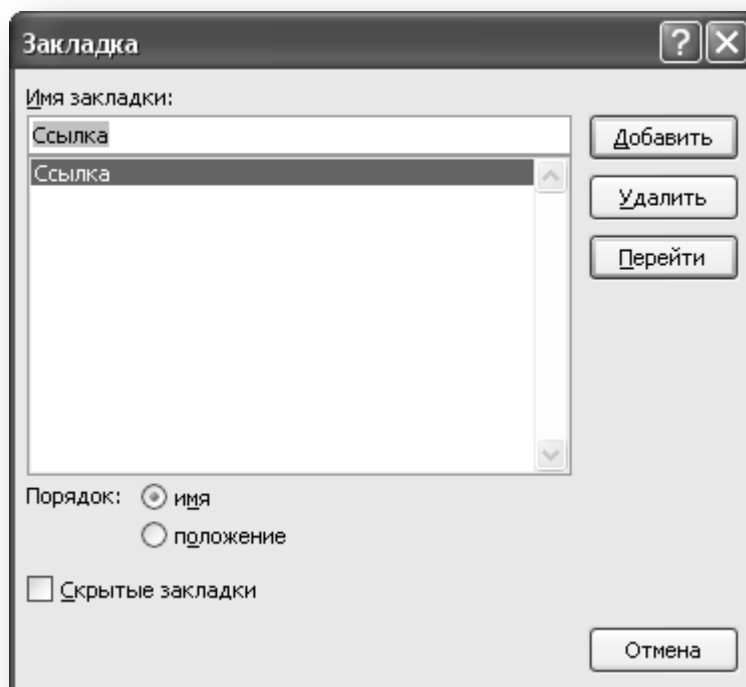 Закладка
Имя закладки:
Ссылка
Добавить
Ссылка
Удалить
Перейти
Порядок:
имя
положение
Скрытые закладки
Отмена